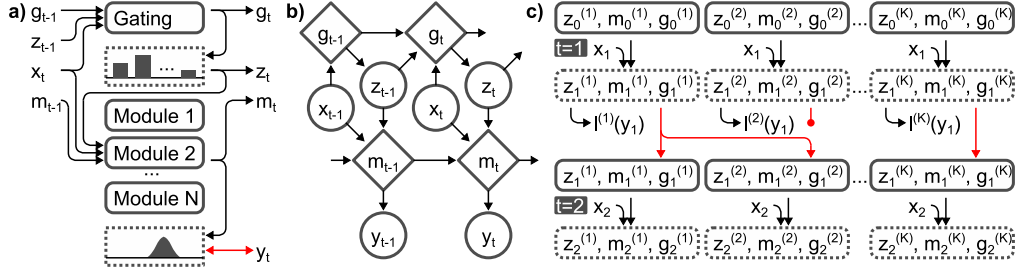 a)
g_{t-1}
Gating
g_t
z_{t-1}
x_t
...
z_t
m_{t-1}
m_t
Module 1
Module 2
...
Module N
y_t
b)
g_{t-1}
g_t
z_{t-1}
z_t
x_{t-1}
x_t
m_{t-1}
m_t
y_{t-1}
y_t
c)
z_0^{(1)}, m_0^{(1)}, g_0^{(1)} z_0^{(2)}, m_0^{(2)}, g_0^{(2)} ... z_0^{(K)}, m_0^{(K)}, g_0^{(K)}
t=1 x_1 x_1 x_1
z_1^{(1)}, m_1^{(1)}, g_1^{(1)} z_1^{(2)}, m_1^{(2)}, g_1^{(2)} ... z_1^{(K)}, m_1^{(K)}, g_1^{(K)}
l^{(1)}(y_1) l^{(2)}(y_1) l^{(K)}(y_1)
z_1^{(1)}, m_1^{(1)}, g_1^{(1)} z_1^{(2)}, m_1^{(2)}, g_1^{(2)} ... z_1^{(K)}, m_1^{(K)}, g_1^{(K)}
t=2 x_2 x_2 x_2
z_2^{(1)}, m_2^{(1)}, g_2^{(1)} z_2^{(2)}, m_2^{(2)}, g_2^{(2)} ... z_2^{(K)}, m_2^{(K)}, g_2^{(K)}